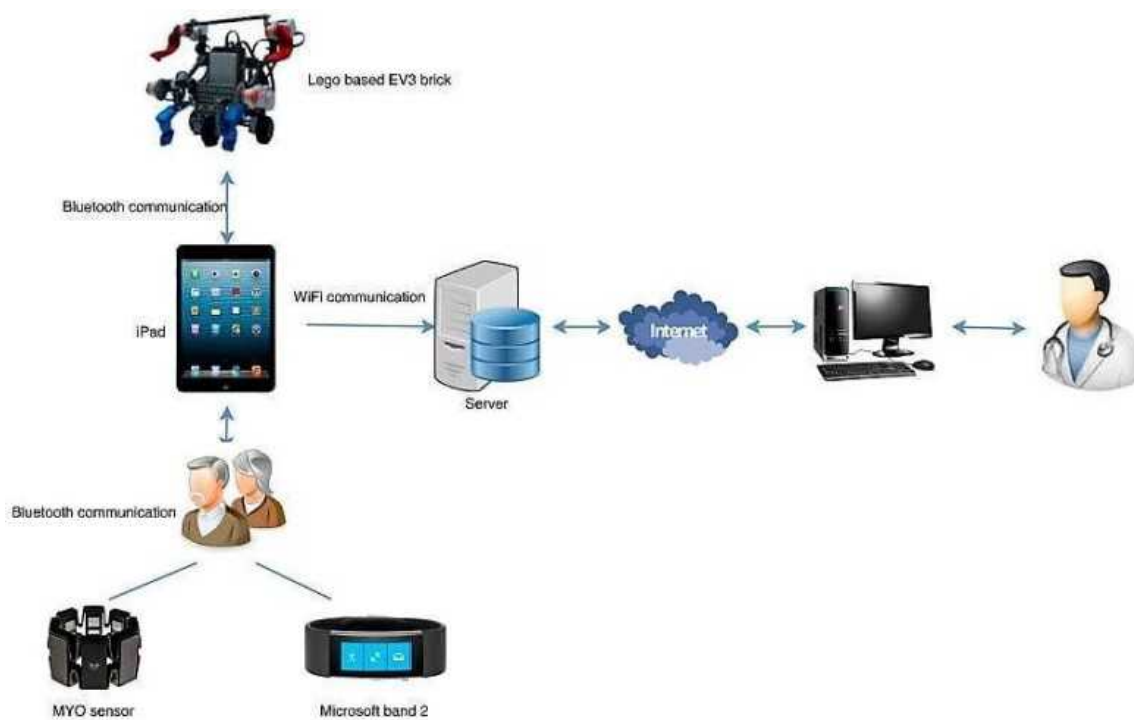 Lego based EV3 brick
Bluetooth communication
WiFi communication
iPad
Internet
Server
Bluetooth communication
MYO sensor
Microsoft band 2